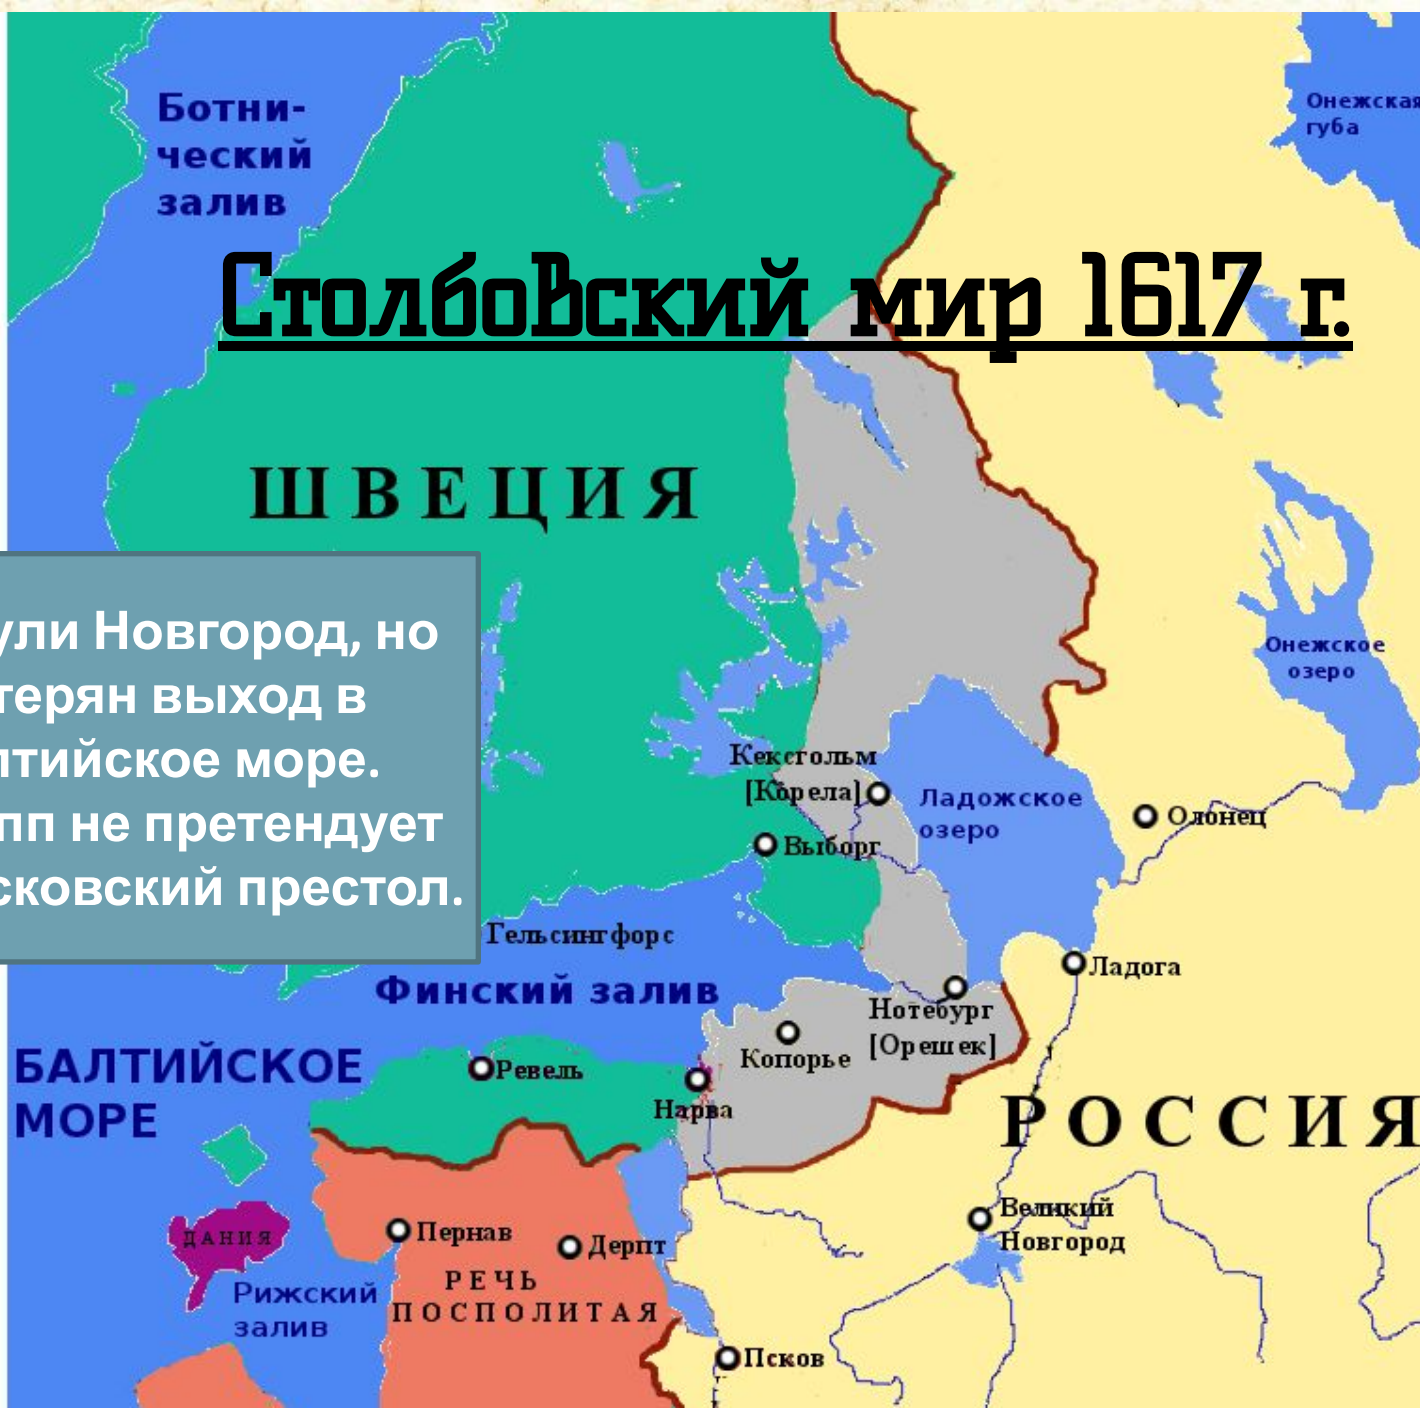 Ботни-
ческий
залив
Онежская
губа
Столбовский мир 1617 г.
ШВЕЦИЯ
ули Новгород, но
терян выход в
лтийское море.
пп не претендует
сковский престол.
Онежское
озеро
Кексгольм
[Корела]
Ладожское
озеро
Олонец
Выборг
Гельсингфорс
Ладога
Финский залив
Нотебург
[Орешек]
Копорье
БАЛТИЙСКОЕ
МОРЕ
Ревель
Нарва
РОССИЯ
Великий
Новгород
ДАНИЯ
Пернав
Дерпт
РЕЧЬ
ПОСПОЛИТАЯ
Рижский
залив
Псков